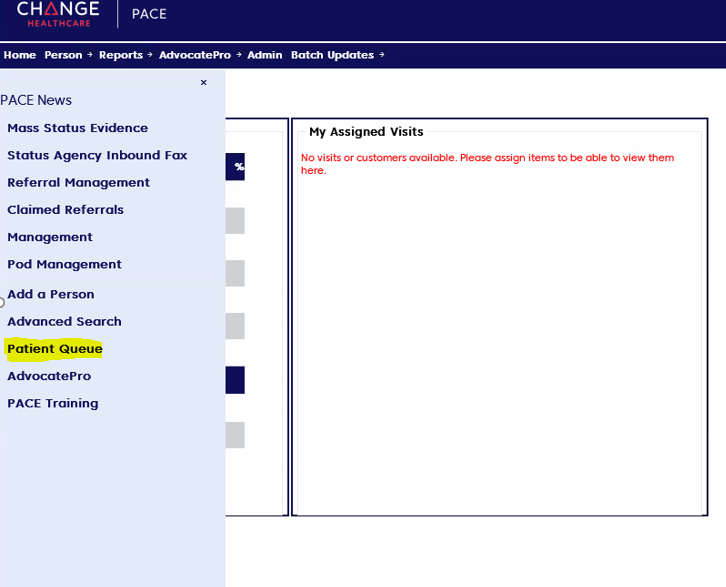 CHANGE
HEALTHCARE
PACE
Home Person Reports AdvocatePro Admin Batch Updates
×
PACE News
Mass Status Evidence
Status Agency Inbound Fax
Referral Management
Claimed Referrals
Management
Pod Management
Add a Person
Advanced Search
Patient Queue
AdvocatePro
PACE Training
%
My Assigned Visits
No visits or customers available. Please assign items to be able to view them
here.